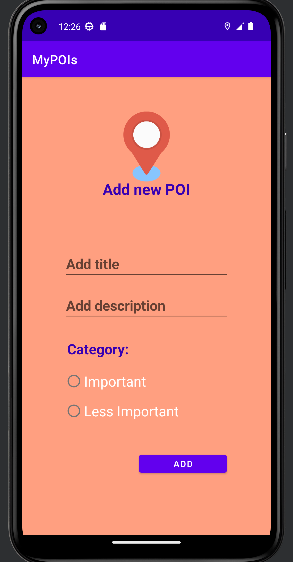 12:26
MyPOIs
Add new POI
Add title
Add description
Category:
Important
Less Important
ADD